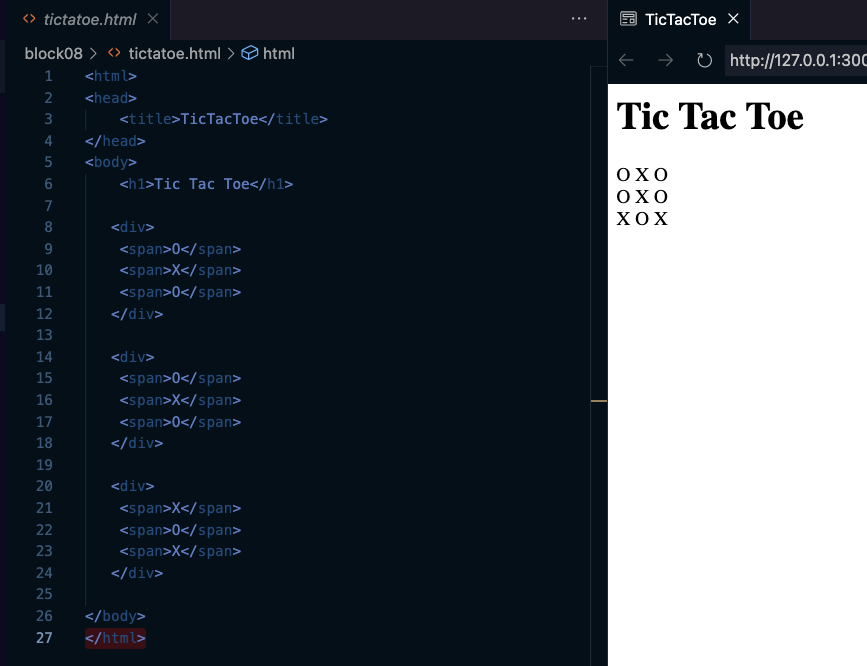 tictatoe.html
block08 > tictatoe.html > html
1 <html>
2 <head>
3 <title>TicTacToe</title>
4 </head>
5 <body>
6 <h1>Tic Tac Toe</h1>
7
8 <div>
9 <span>O</span>
10 <span>X</span>
11 <span>O</span>
12 </div>
13
14 <div>
15 <span>O</span>
16 <span>X</span>
17 <span>O</span>
18 </div>
19
20 <div>
21 <span>X</span>
22 <span>O</span>
23 <span>X</span>
24 </div>
25
26 </body>
27 </html>
TicTacToe
http://127.0.0.1:300
Tic Tac Toe
O X O
O X O
X O X